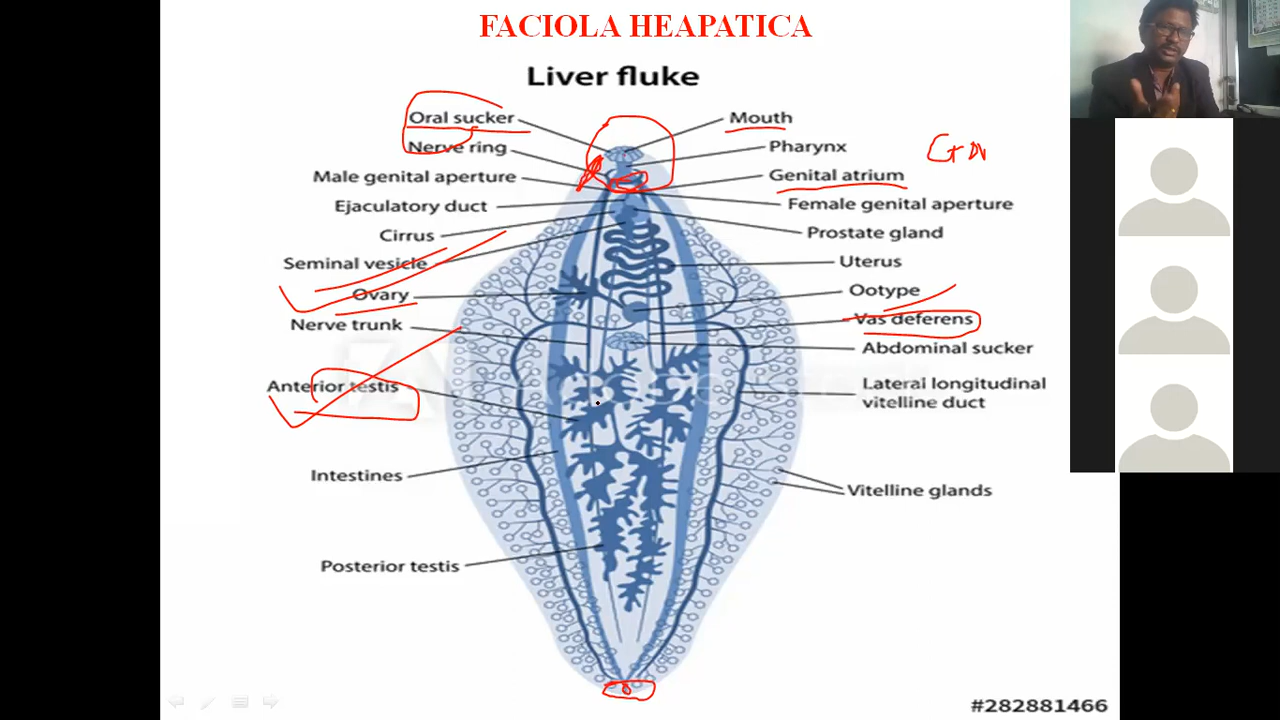 FACIOLA HEAPATICA
Liver fluke
Oral sucker
Mouth
Nerve ring
Pharynx
Male genital aperture
Genital atrium
Ejaculatory duct
Female genital aperture
Cirrus
Prostate gland
Seminal vesicle
Uterus
Ovary
Ootype
Nerve trunk
Vas deferens
Abdominal sucker
Anterior testis
Lateral longitudinal
vitelline duct
Intestines
Vitelline glands
Posterior testis
#282881466